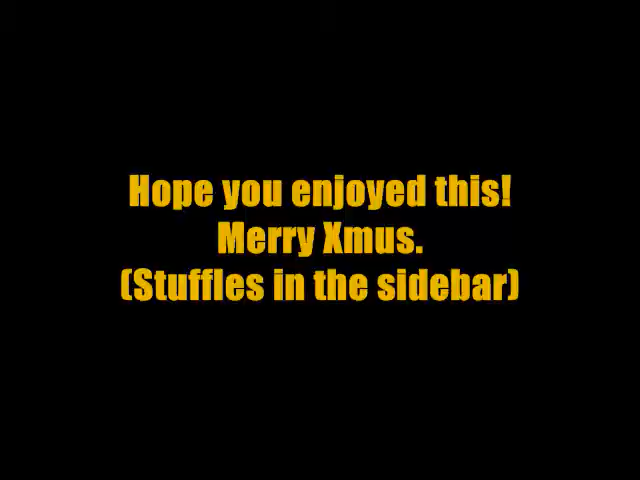 Hope you enjoyed this!
Merry Xmus.
(Stuffles in the sidebar)